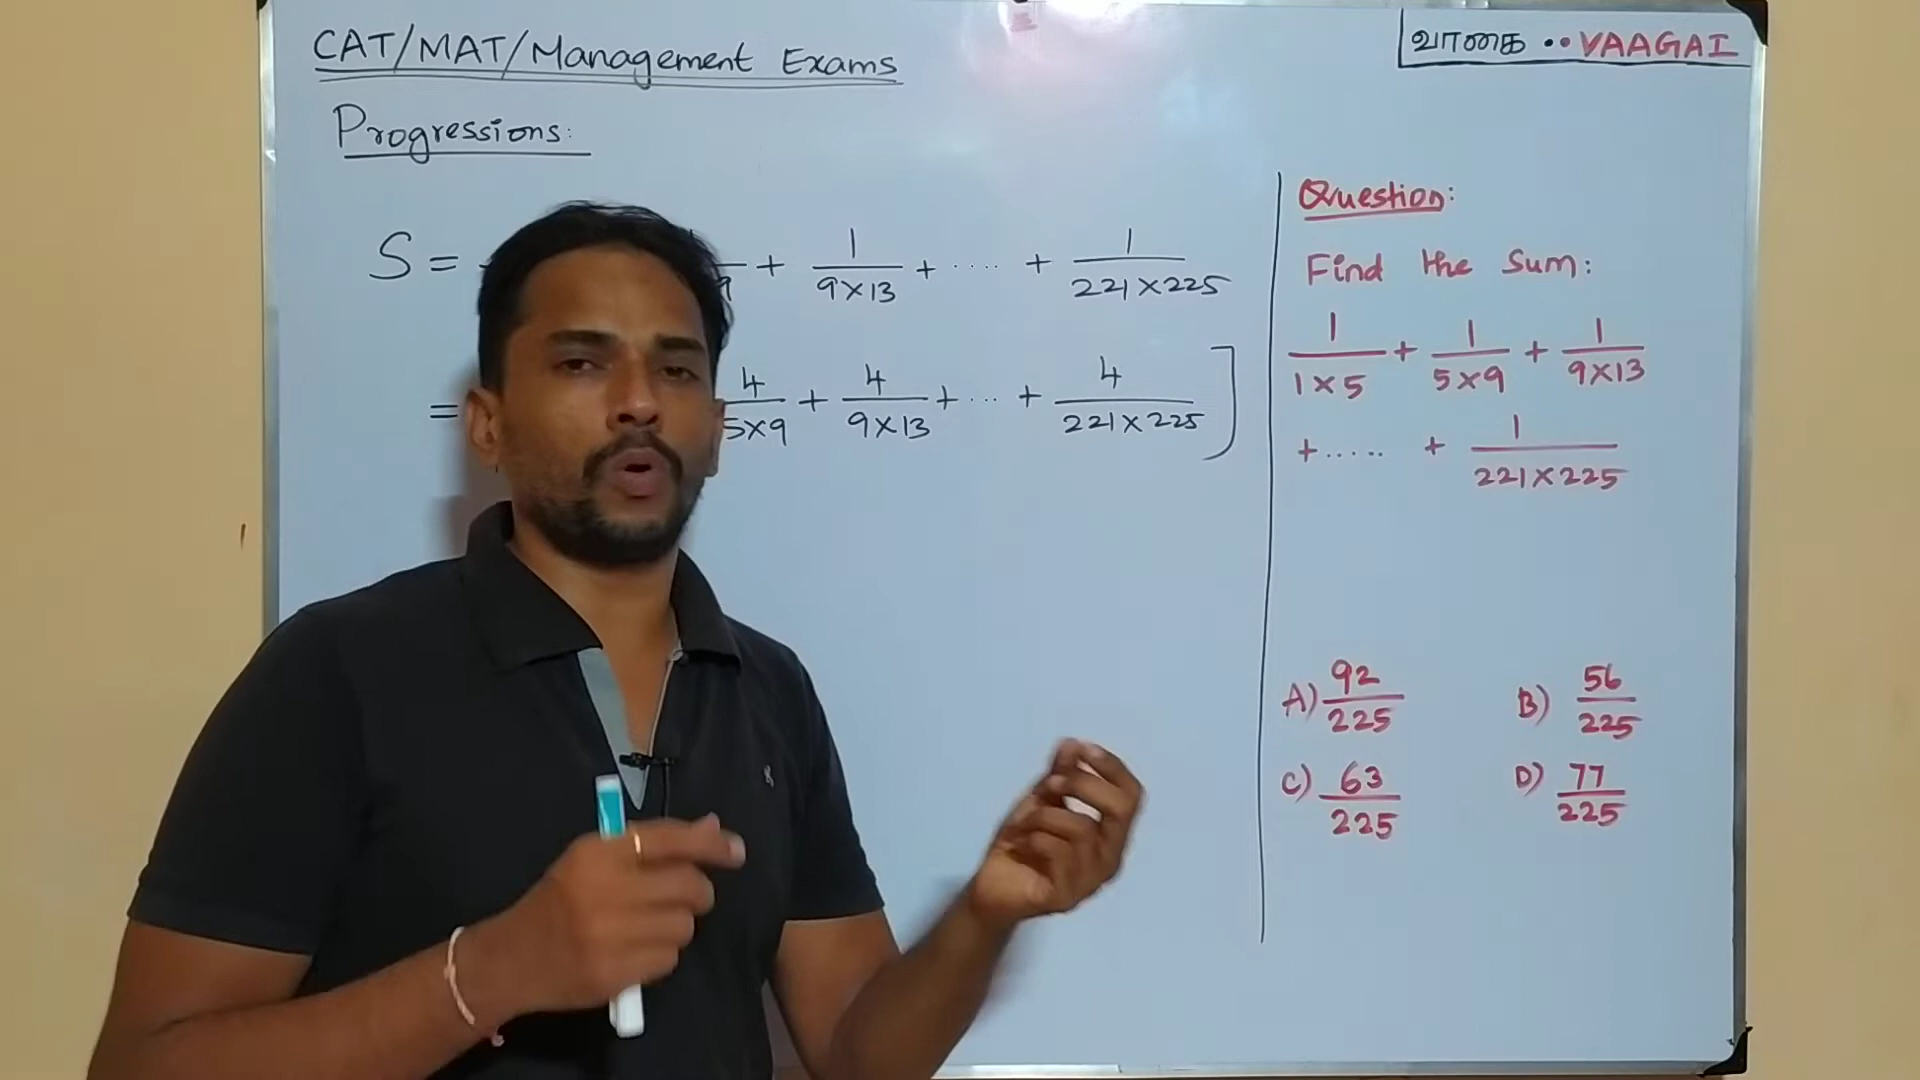 CAT/MAT/Management Exams
வாகை ..VAAGAI
Progressions:
S = + 1/(9×13) + .... + 1/(221×225)
= 4/(5×9) + 4/(9×13) + ... + 4/(221×225) ]
Question:
Find the Sum:
1/(1×5) + 1/(5×9) + 1/(9×13)
+ ..... + 1/(221×225)
A) 92/225 B) 56/225
C) 63/225 D) 77/225